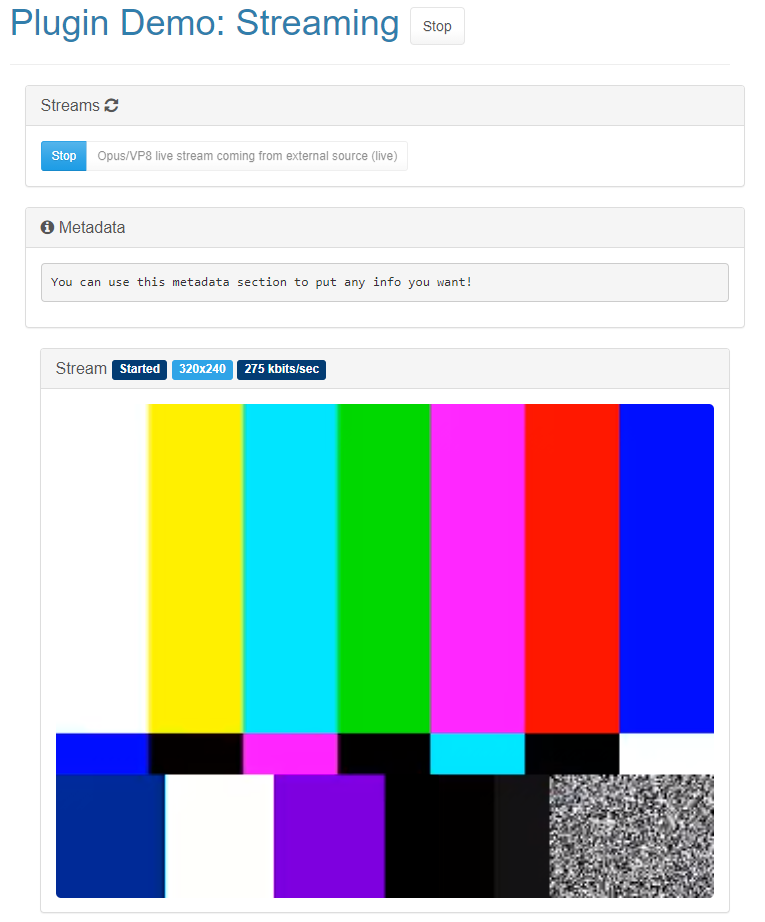 Plugin Demo: Streaming Stop
Streams
Stop Opus/VP8 live stream coming from external source (live)
Metadata
You can use this metadata section to put any info you want!
Stream Started 320x240 275 kbits/sec